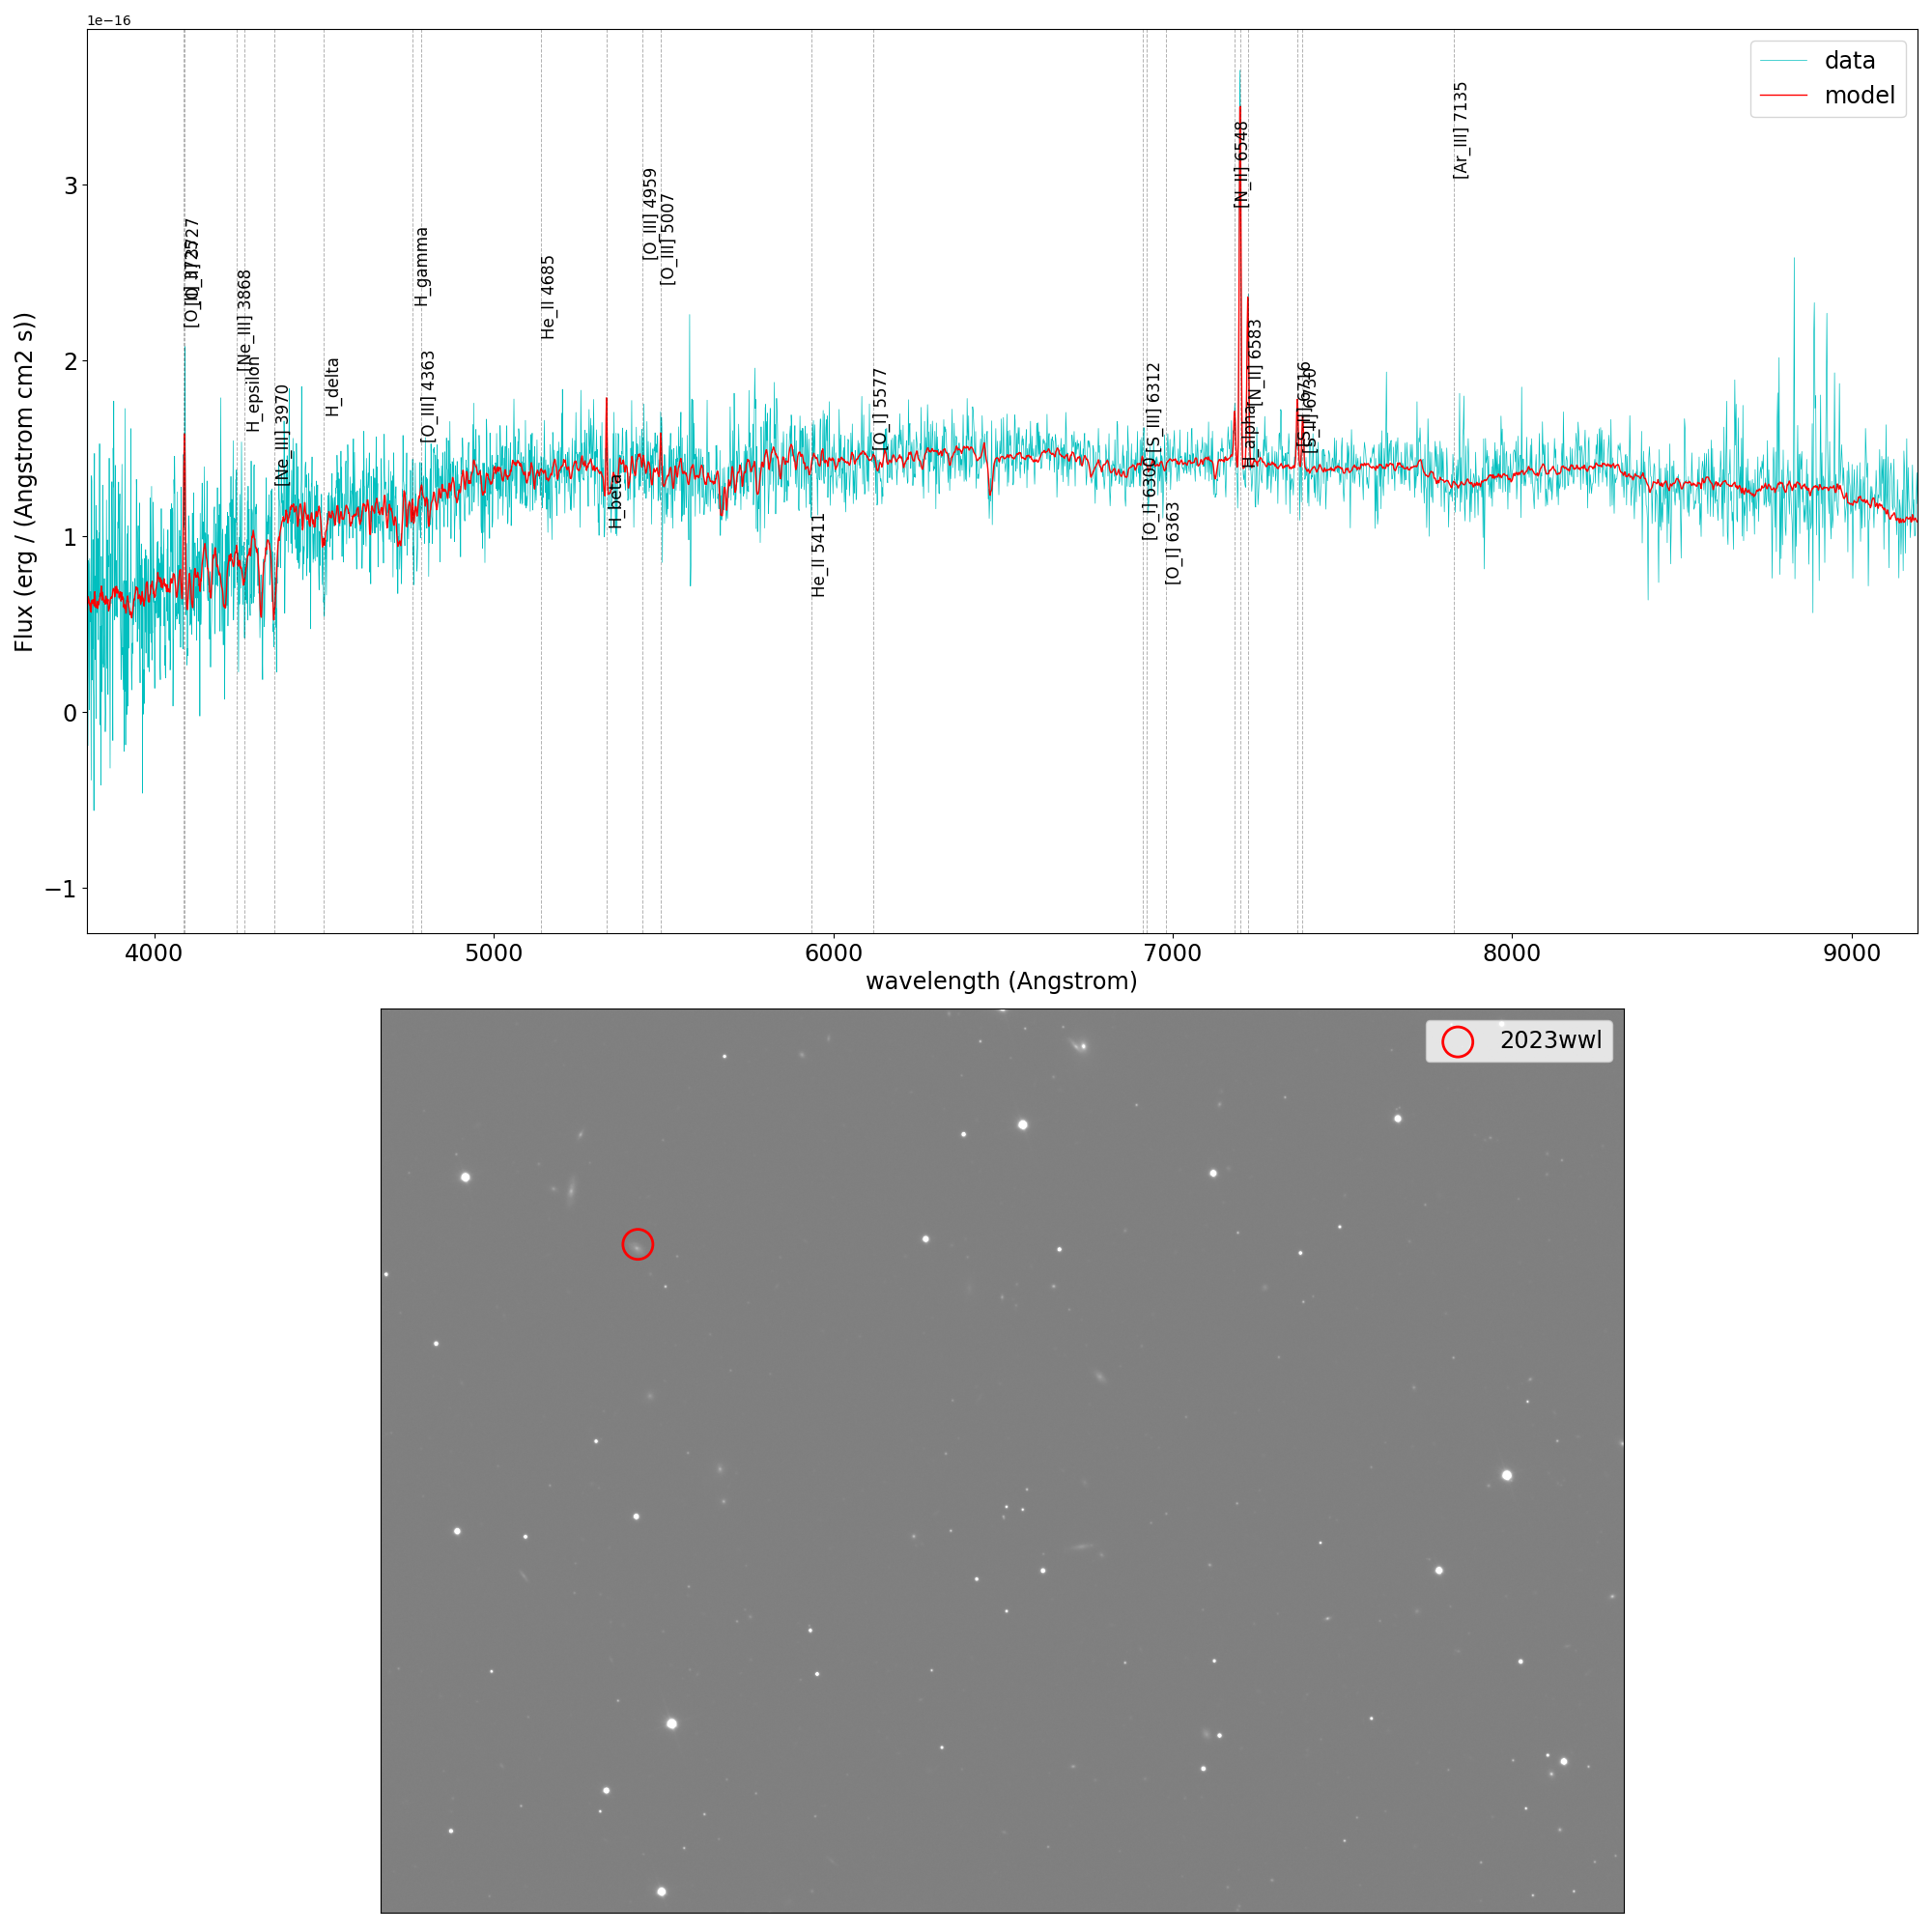 1e−16
data
model
Flux (erg / (Angstrom cm2 s))
3
2
1
0
−1
[O_II] 3727
H_epsilon
[Ne_III] 3868
[Ne_III] 3970
H_delta
H_gamma
[O_III] 4363
He_II 4685
H_beta
[O_III] 4959
[O_III] 5007
He_II 5411
[O_I] 5577
[O_I] 6300
[S_III] 6312
[O_I] 6363
[N_II] 6548
H_alpha
[N_II] 6583
[S_II] 6716
[S_II] 6730
[Ar_III] 7135
4000 5000 6000 7000 8000 9000
wavelength (Angstrom)
2023wwl